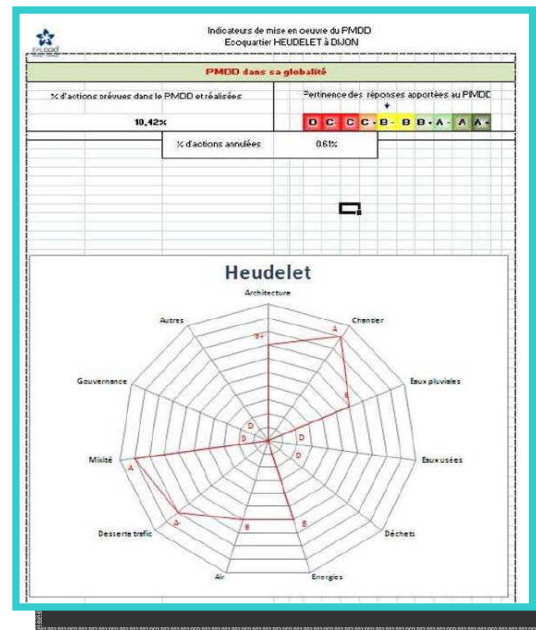 Indicateurs de mise en oeuvre du PMDD
Ecoquartier HEUDELET à DIJON
PMDD dans sa globalité
% d'actions prévues dans le PMDD et réalisées
Pertinence des réponses apportées au PMDD
10,42%
D C- C C+ B- B B+ A- A A+
% d'actions annulées
0.61%
Heudelet
Architecture
Autres
Chantier
B+
A
Gouvernance
Eaux pluviales
B
D
D
D
Mixité
Eaux usées
A
D
A-
B
B
Desserte trafic
Déchets
Air
Energies